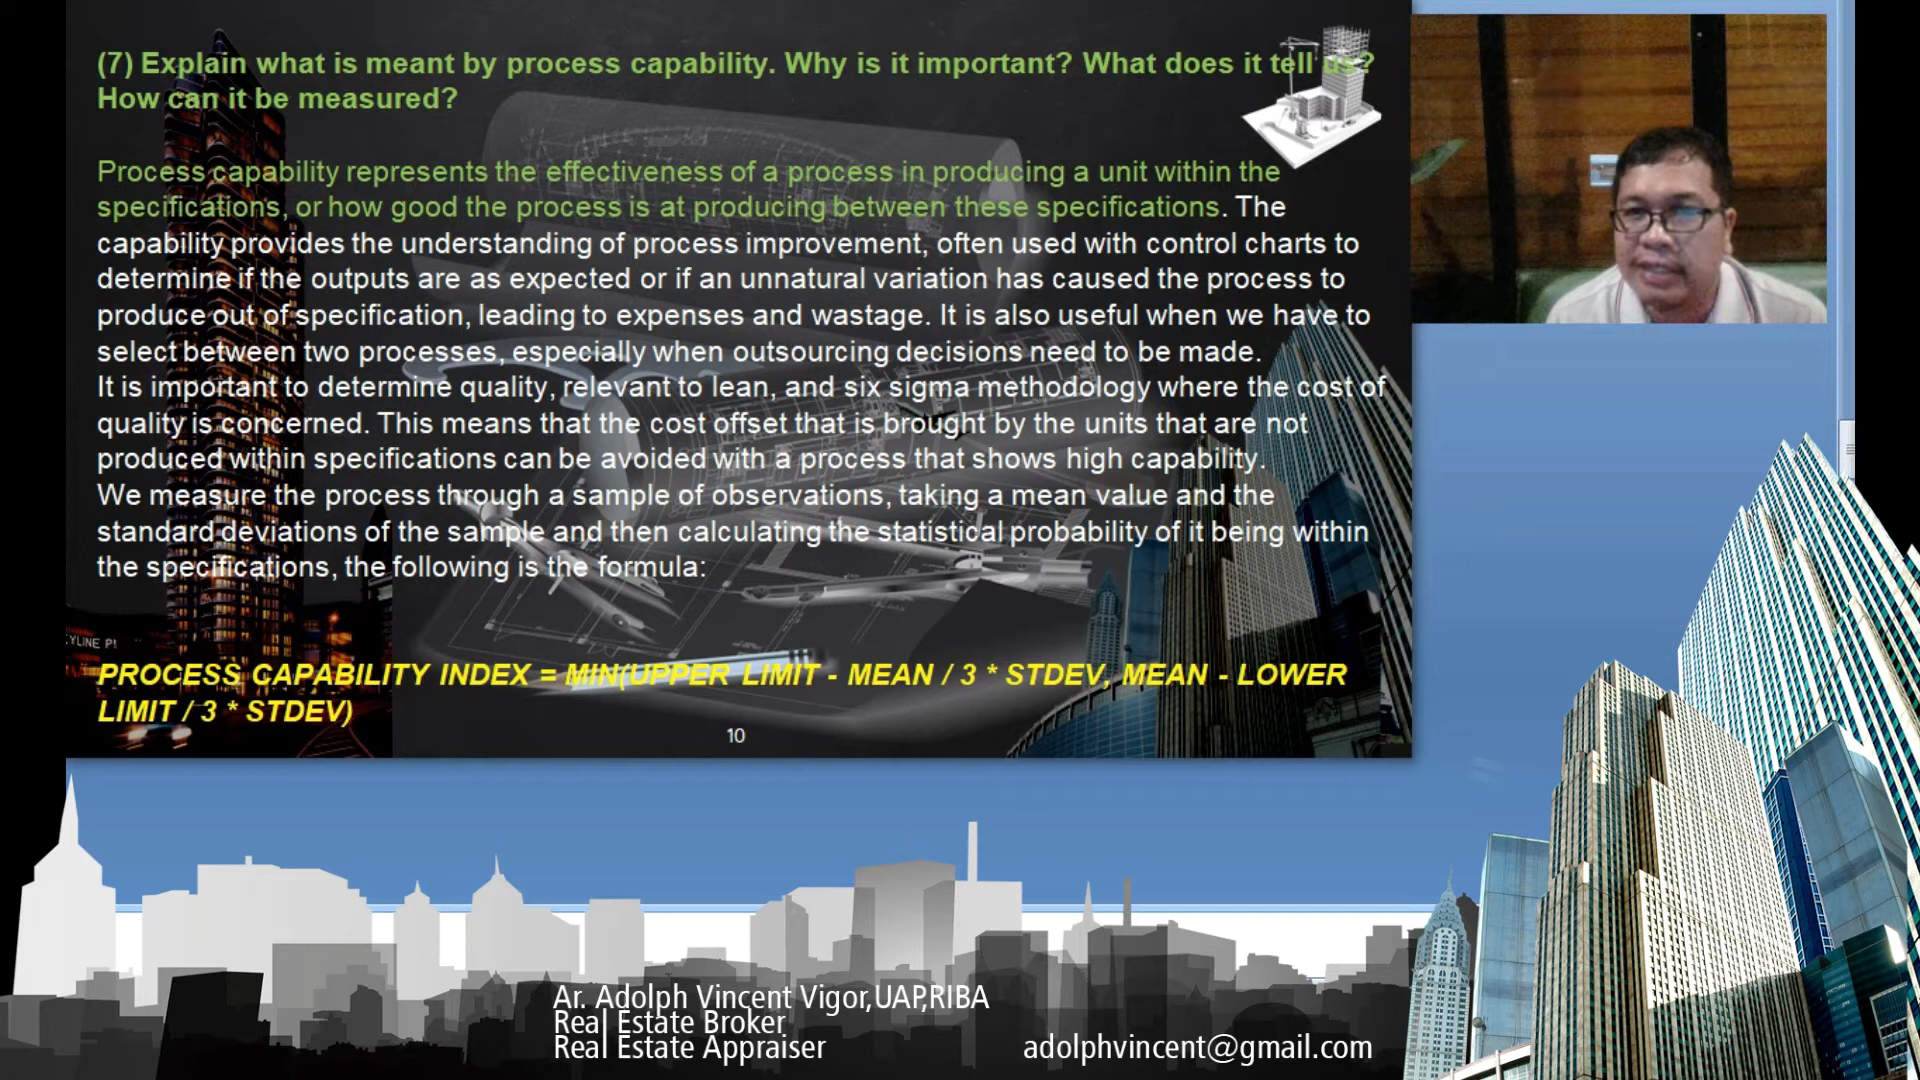 (7) Explain what is meant by process capability. Why is it important? What does it tell us?
How can it be measured?
Process capability represents the effectiveness of a process in producing a unit within the
specifications, or how good the process is at producing between these specifications. The
capability provides the understanding of process improvement, often used with control charts to
determine if the outputs are as expected or if an unnatural variation has caused the process to
produce out of specification, leading to expenses and wastage. It is also useful when we have to
select between two processes, especially when outsourcing decisions need to be made.
It is important to determine quality, relevant to lean, and six sigma methodology where the cost of
quality is concerned. This means that the cost offset that is brought by the units that are not
produced within specifications can be avoided with a process that shows high capability.
We measure the process through a sample of observations, taking a mean value and the
standard deviations of the sample and then calculating the statistical probability of it being within
the specifications, the following is the formula:
YLINE PL
PROCESS CAPABILITY INDEX = MIN(UPPER LIMIT - MEAN / 3 * STDEV, MEAN - LOWER
LIMIT / 3 * STDEV)
10
Ar. Adolph Vincent Vigor,UAP,RIBA
Real Estate Broker
Real Estate Appraiser
adolphvincent@gmail.com